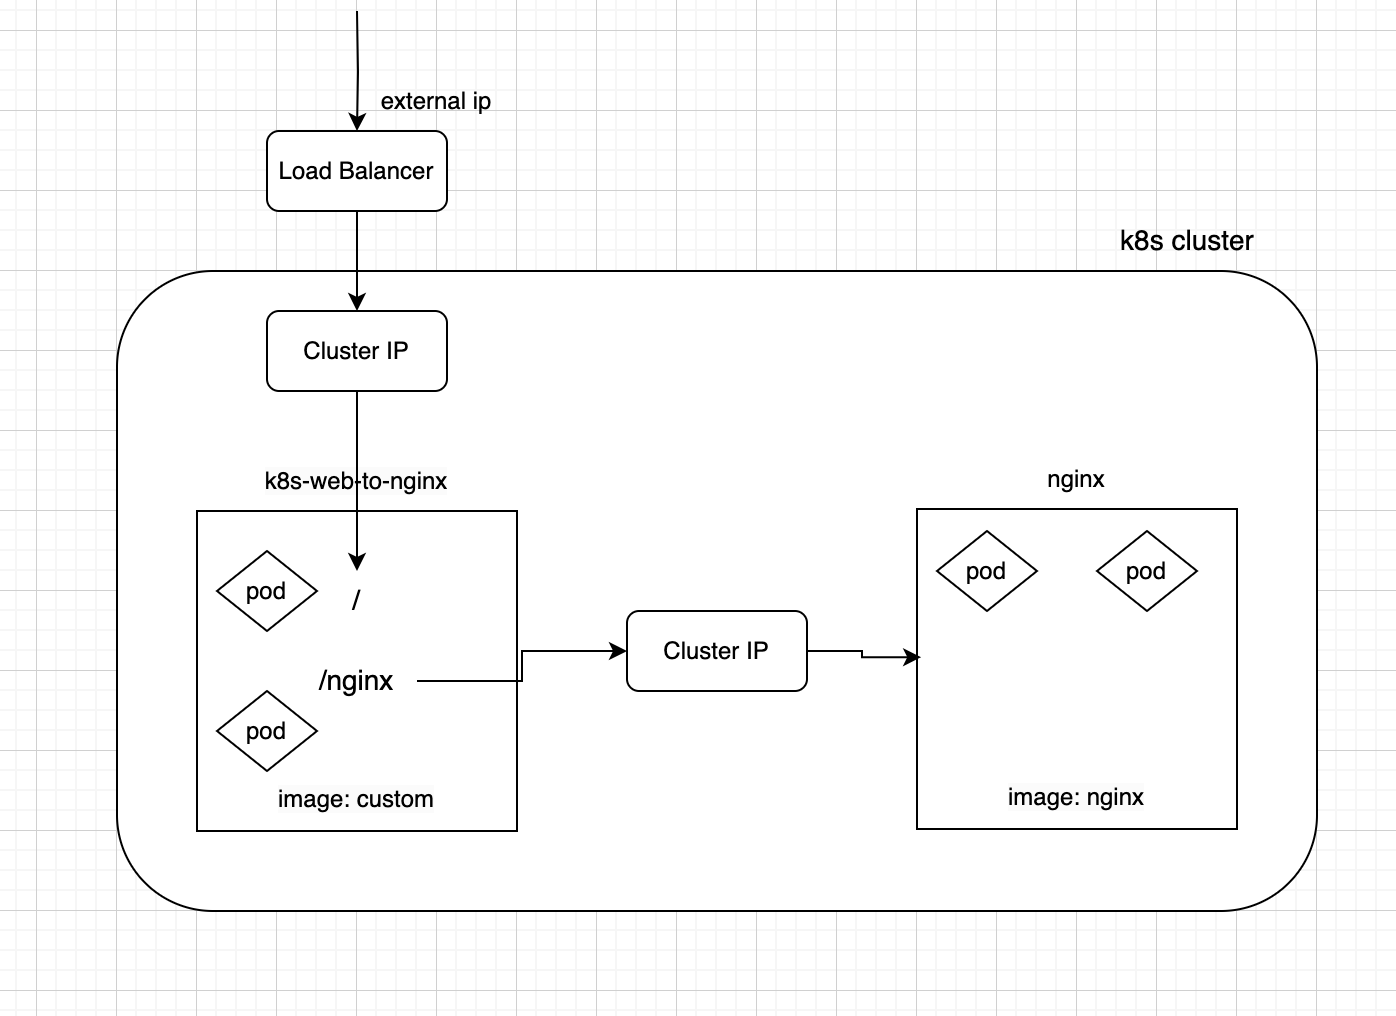 external ip
Load Balancer
k8s cluster
Cluster IP
k8s-web-to-nginx
nginx
pod
/
pod
pod
Cluster IP
/nginx
pod
image: custom
image: nginx